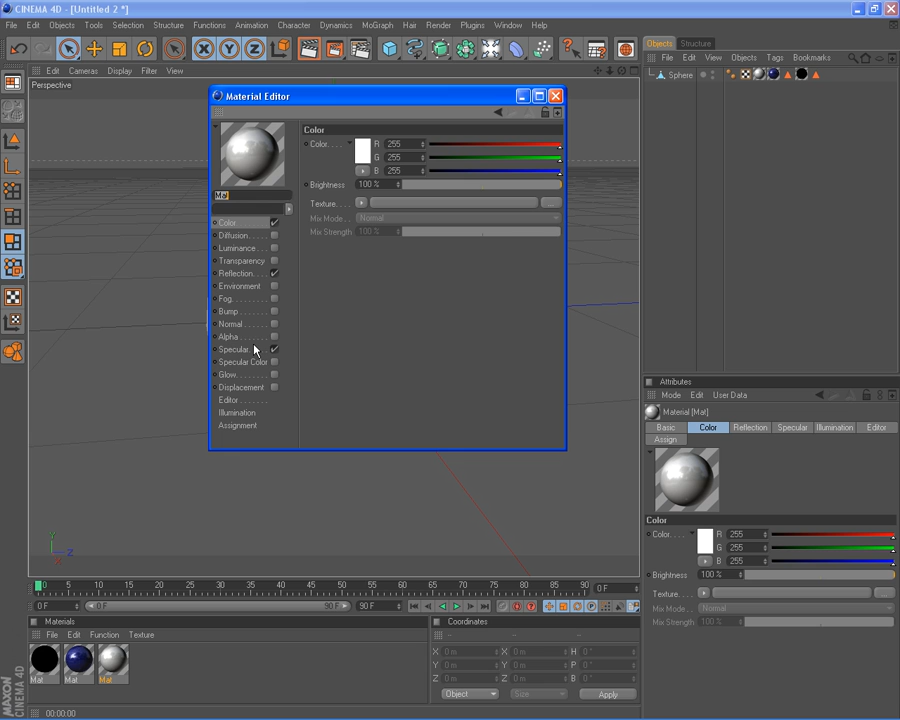 CINEMA 4D - [Untitled 2 *]
File Edit Objects Tools Selection Structure Functions Animation Character Dynamics MoGraph Hair Render Plugins Window Help
Objects Structure
File Edit View Objects Tags Bookmarks
Sphere
Edit Cameras Display Filter View
Perspective
Material Editor
Mat
Color. . . .
Diffusion . . . . .
Luminance. . .
Transparency
Reflection. . . .
Environment
Fog. . . . . . . .
Bump . . . . . .
Normal . . . . . .
Alpha . . . . . . .
Specular. . . . .
Specular Color
Glow. . . . . . . .
Displacement
Editor . . . . . . .
Illumination
Assignment
Color
Color. . . . R 255
G 255
B 255
Brightness 100 %
Texture. . . . ...
Mix Mode . . Normal
Mix Strength 100 %
Y
Z
X
Attributes
Mode Edit User Data
Material [Mat]
Basic Color Reflection Specular Illumination Editor
Assign
Color
Color. . . . R 255
G 255
B 255
Brightness 100 %
Texture. . . . ...
Mix Mode . . Normal
Mix Strength 100 %
0 5 10 15 20 25 30 35 40 45 50 55 60 65 70 75 80 85 90 0 F
0 F 0 F 90 F 90 F
Materials
File Edit Function Texture
Mat Mat Mat
Coordinates
X 0 m X 0 m H 0 °
Y 0 m Y 0 m P 0 °
Z 0 m Z 0 m B 0 °
Object Size Apply
MAXON CINEMA 4D
00:00:00